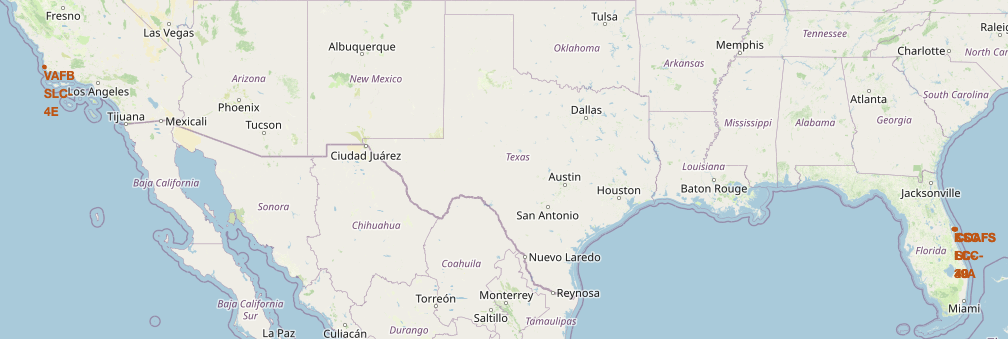 Fresno
Las Vegas
Tulsa
Raleig
Albuquerque
Oklahoma
Memphis
Tennessee
Charlotte
North Car
VAFB
SLC-
4E
Los Angeles
Arizona
New Mexico
Arkansas
Atlanta
South Carolina
Phoenix
Tijuana
Mexicali
Tucson
Dallas
Mississippi
Alabama
Georgia
Ciudad Juárez
Texas
Louisiana
Baja California
Austin
Houston
Baton Rouge
Jacksonville
Sonora
Chihuahua
San Antonio
Florida
Coahuila
Nuevo Laredo
Baja California
Sur
Torreón
Monterrey
Reynosa
Saltillo
Tamaulipas
Miami
La Paz
Culiacán
Durango